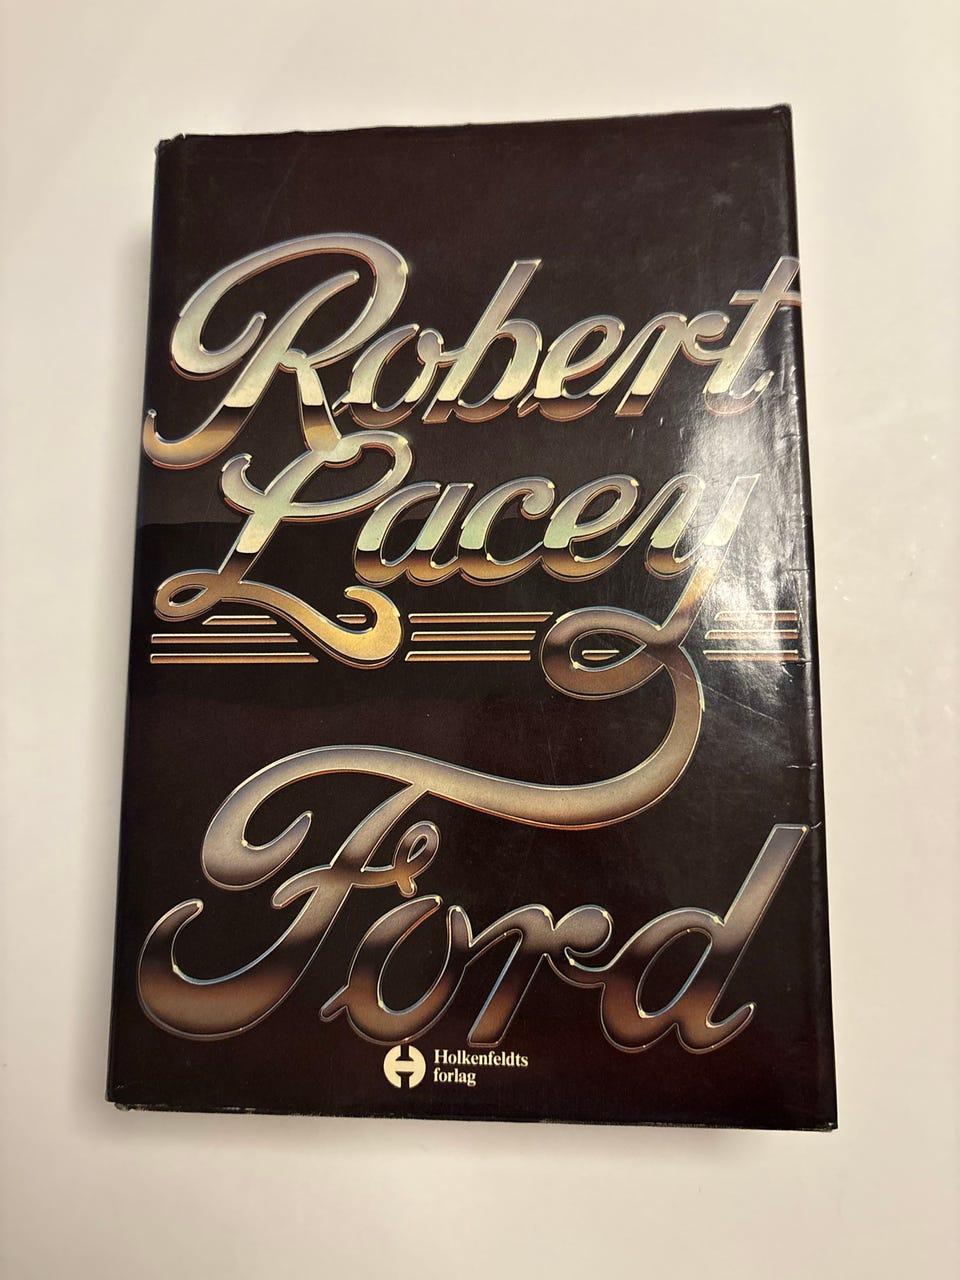 Robert
Lacey
Ford
Holkenfeldts
forlag